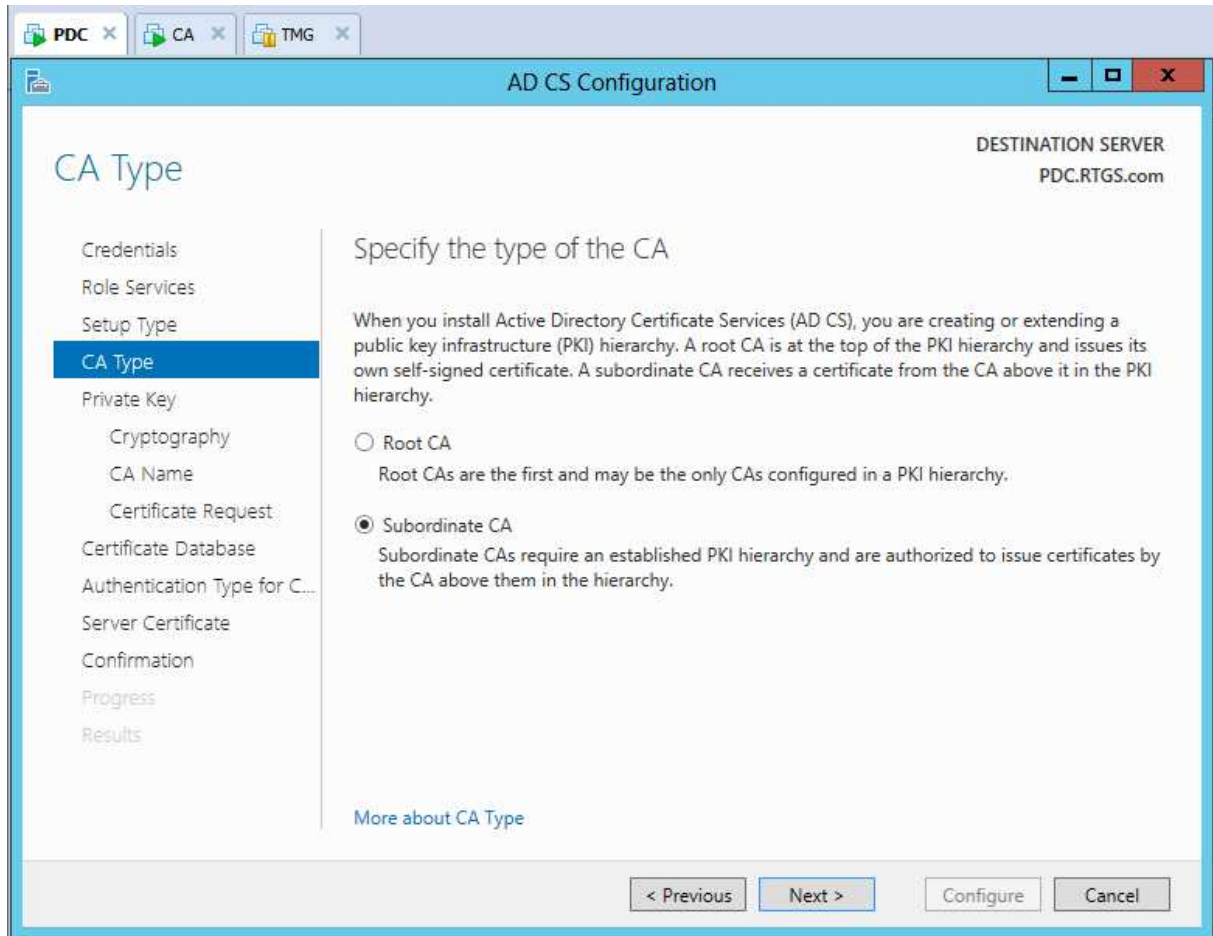 PDC CA TMG
AD CS Configuration
CA Type
DESTINATION SERVER
PDC.RTGS.com
Credentials
Role Services
Setup Type
CA Type
Private Key
Cryptography
CA Name
Certificate Request
Certificate Database
Authentication Type for C...
Server Certificate
Confirmation
Progress
Results
Specify the type of the CA
When you install Active Directory Certificate Services (AD CS), you are creating or extending a
public key infrastructure (PKI) hierarchy. A root CA is at the top of the PKI hierarchy and issues its
own self-signed certificate. A subordinate CA receives a certificate from the CA above it in the PKI
hierarchy.
Root CA
Root CAs are the first and may be the only CAs configured in a PKI hierarchy.
Subordinate CA
Subordinate CAs require an established PKI hierarchy and are authorized to issue certificates by
the CA above them in the hierarchy.
More about CA Type
< Previous Next > Configure Cancel